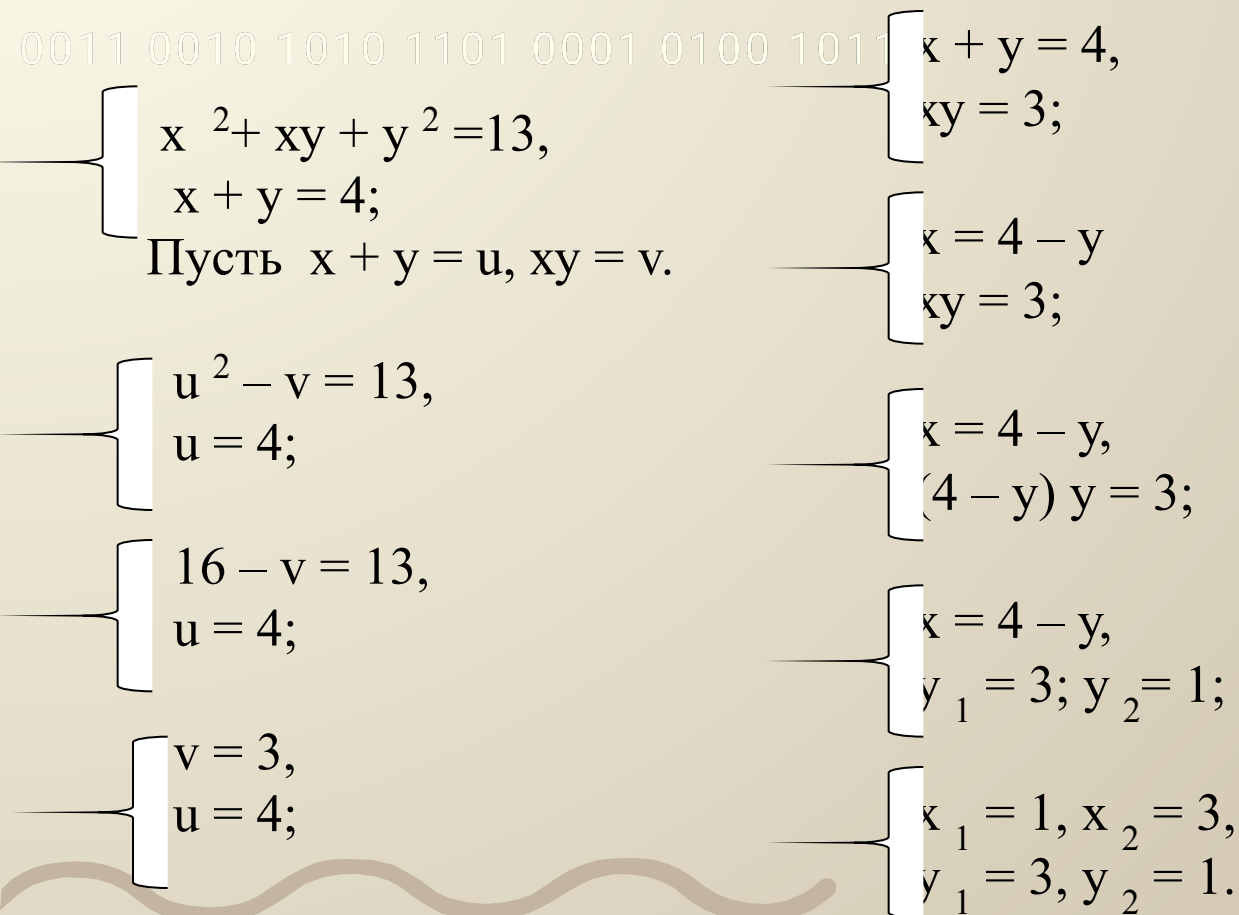 0011 0010 1010 1101 0001 0100 1011
x ²+ xy + y ² =13,
x + y = 4;
Пусть x + y = u, xy = v.
u ² – v = 13,
u = 4;
16 – v = 13,
u = 4;
v = 3,
u = 4;
x + y = 4,
xy = 3;
x = 4 – y
xy = 3;
x = 4 – y,
(4 – y) y = 3;
x = 4 – y,
y ₁ = 3; y ₂= 1;
x ₁ = 1, x ₂ = 3,
y ₁ = 3, y ₂ = 1.